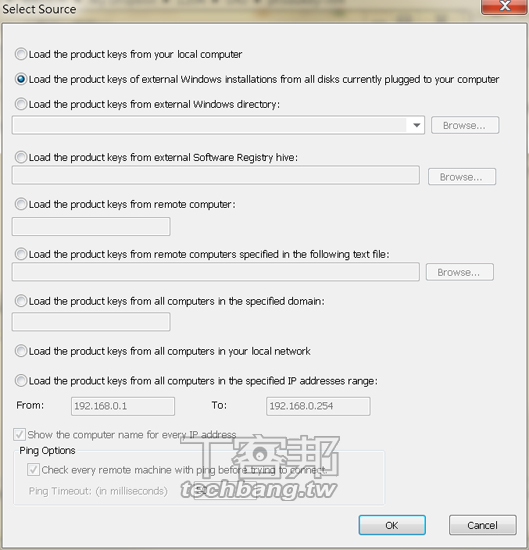 Select Source
Load the product keys from your local computer
Load the product keys of external Windows installations from all disks currently plugged to your computer
Load the product keys from external Windows directory:
Browse...
Load the product keys from external Software Registry hive:
Browse...
Load the product keys from remote computer:
Load the product keys from remote computers specified in the following text file:
Browse...
Load the product keys from all computers in the specified domain:
Load the product keys from all computers in your local network
Load the product keys from all computers in the specified IP addresses range:
From: 192.168.0.1 To: 192.168.0.254
Show the computer name for every IP address
Ping Options
Check every remote machine with ping before trying to connect
Ping Timeout: (in milliseconds)
T客邦
techbang.tw
OK Cancel